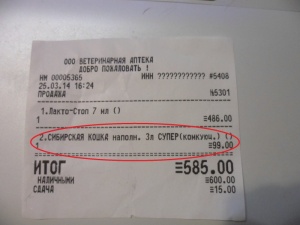 ООО ВЕТЕРИНАРНАЯ АПТЕКА
ДОБРО ПОЖАЛОВАТЬ !
НМ 00005365 ИНН ???????????? #5408
25.03.14 16:24
ПРОДАЖА №5301
1.Лакто-Стоп 7 мл ()
1 ≡486.00
2.СИБИРСКАЯ КОШКА наполн. 3л СУПЕР(комкующ.) ()
1 ≡99.00
ИТОГ ≡585.00
НАЛИЧНЫМИ ≡600.00
СДАЧА ≡15.00